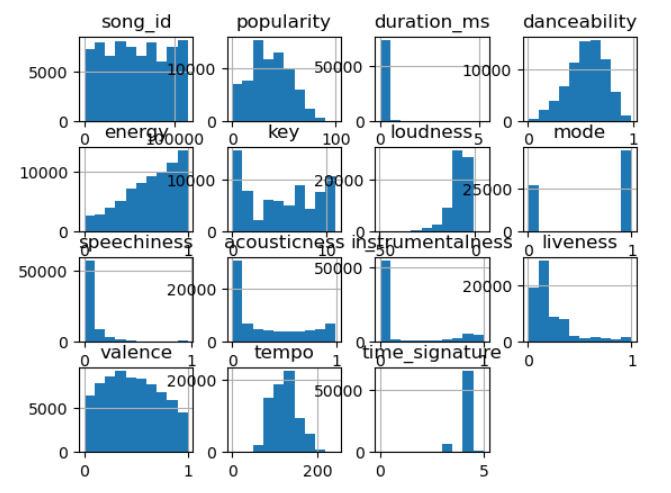 song_id popularity duration_ms danceability
5000 0 0 100000
10000 0 0 100
50000 0 0 5
10000 0 0 1
energy key loudness mode
10000 0 0 1
10000 0 0 10
20000 0 -50 0
25000 0 0 1
speechiness acousticness instrumentalness liveness
50000 0 0 1
20000 0 0 1
50000 0 0 1
20000 0 0 1
valence tempo time_signature
5000 0 0 1
20000 0 0 200
50000 0 0 5